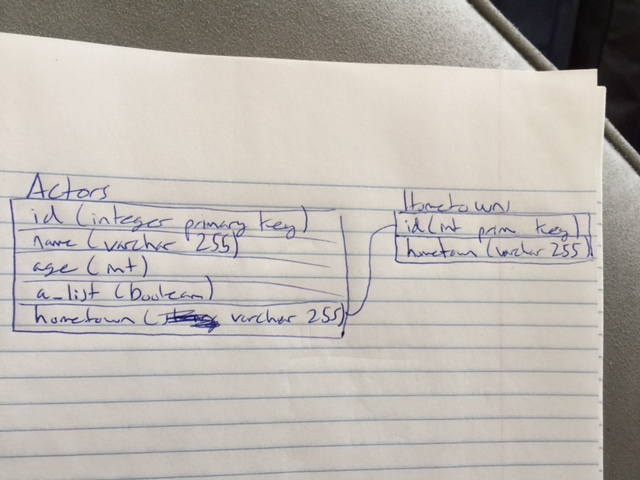 Actors
id (integer primary key)
name (varchar 255)
age (int)
a_list (boolean)
hometown ( varchar 255)
Hometown
id (int prim key)
hometown (varchar 255)